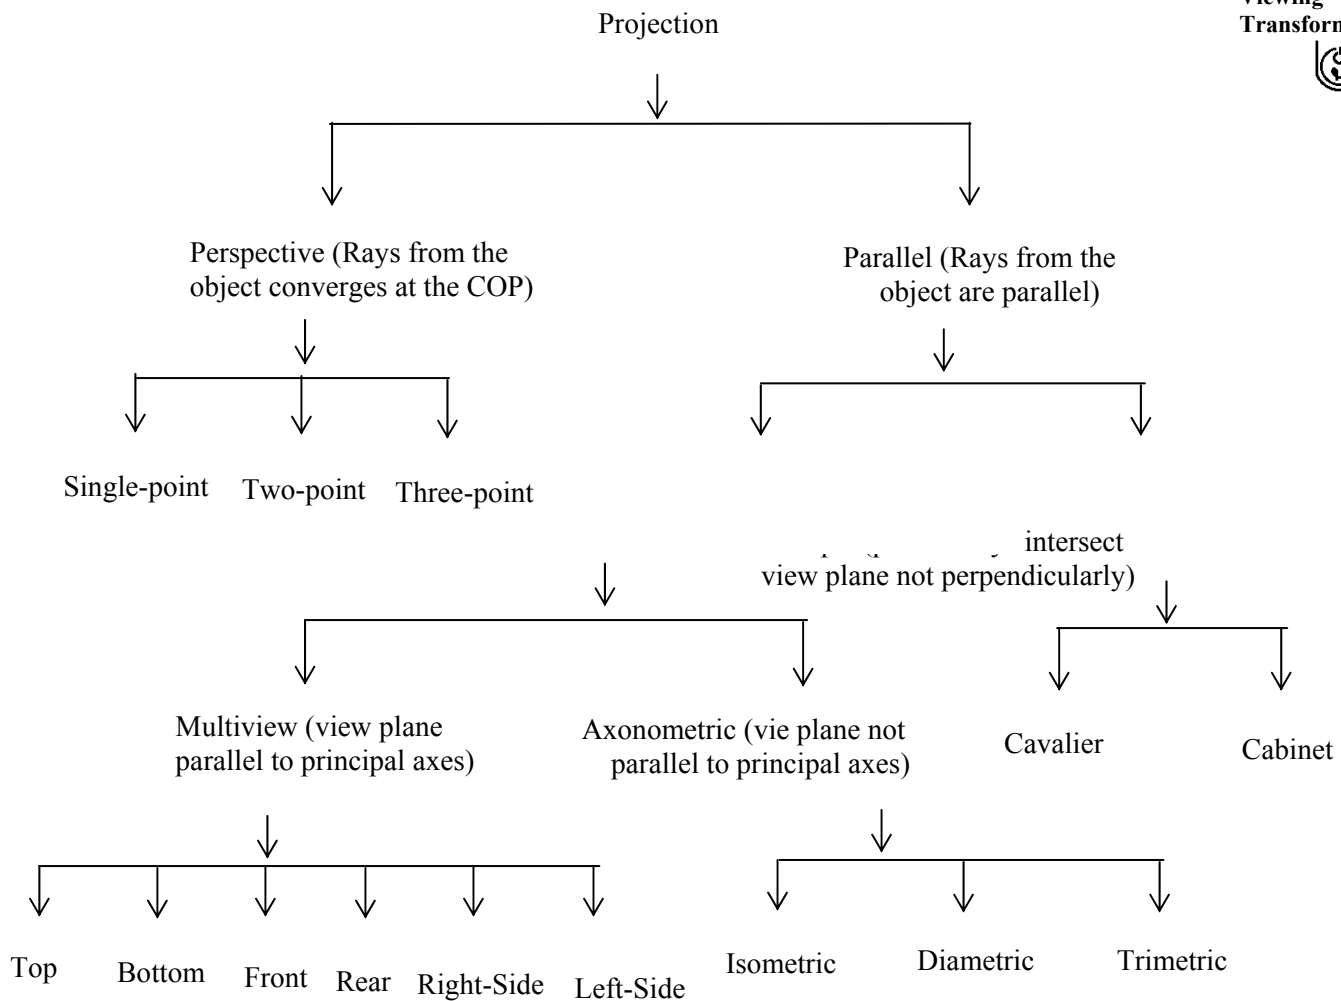 Transforn
Projection
Perspective (Rays from the
object converges at the COP)
Parallel (Rays from the
object are parallel)
Single-point
Two-point
Three-point
intersect
view plane not perpendicularly)
Multiview (view plane
parallel to principal axes)
Axonometric (vie plane not
parallel to principal axes)
Cavalier
Cabinet
Top
Bottom
Front
Rear
Right-Side
Left-Side
Isometric
Diametric
Trimetric